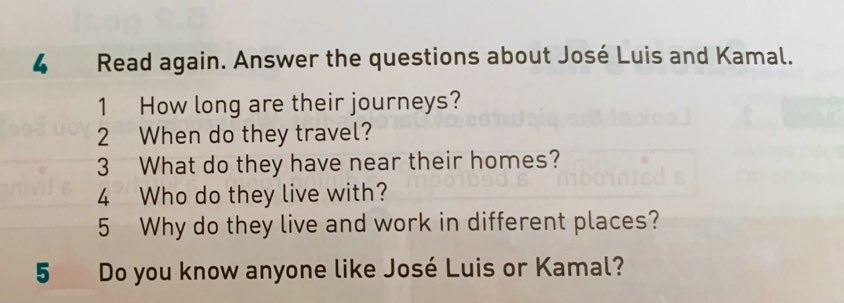 4 Read again. Answer the questions about José Luis and Kamal.
1 How long are their journeys?
2 When do they travel?
3 What do they have near their homes?
4 Who do they live with?
5 Why do they live and work in different places?
5 Do you know anyone like José Luis or Kamal?